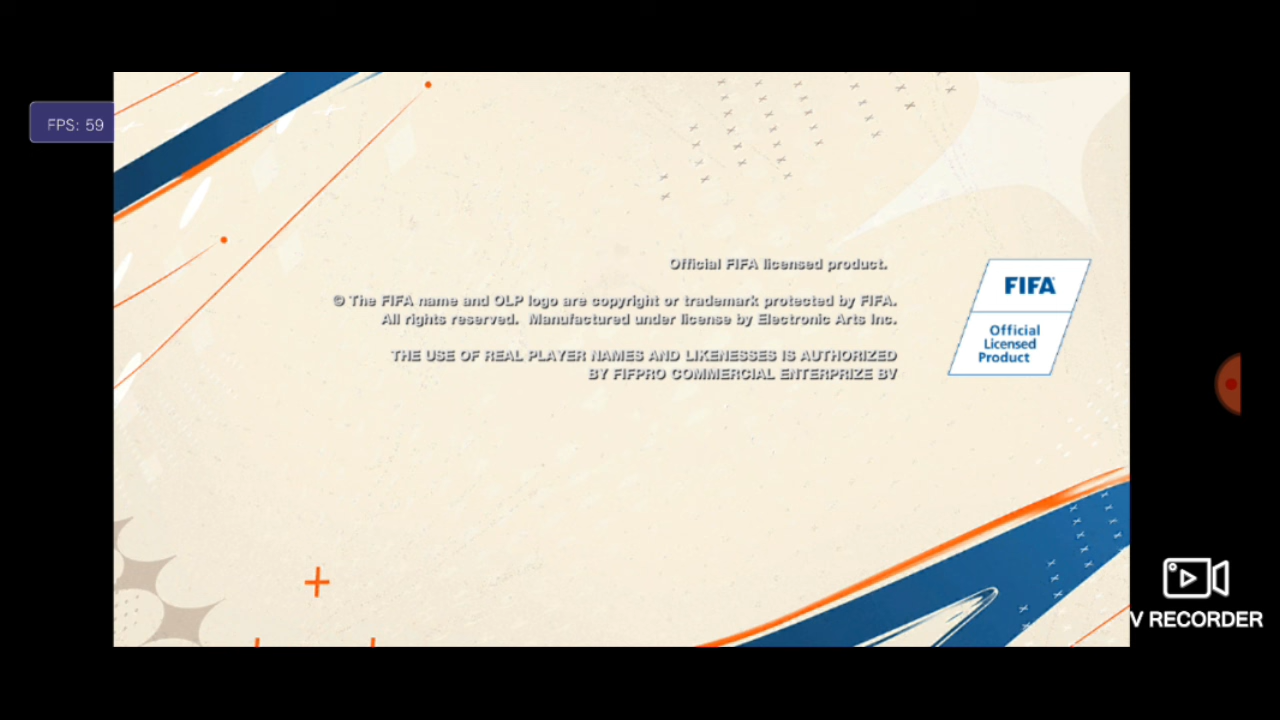 FPS: 59
Official FIFA licensed product.
© The FIFA name and OLP logo are copyright or trademark protected by FIFA.
All rights reserved. Manufactured under license by Electronic Arts Inc.
THE USE OF REAL PLAYER NAMES AND LIKENESSES IS AUTHORIZED
BY FIFPRO COMMERCIAL ENTERPRIZE BV
FIFA
Official
Licensed
Product
V RECORDER